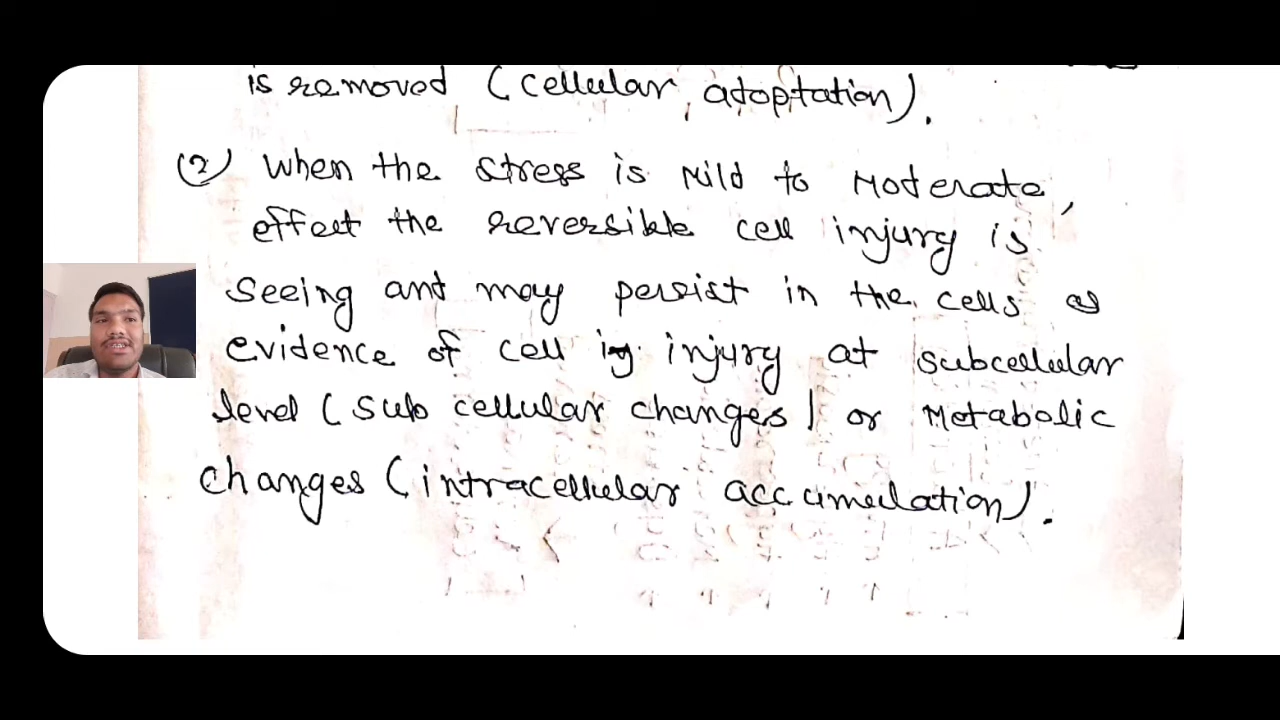 is removed (cellular adoptation).
(2) When the stress is Mild to Moderate,
effect the reversible cell injury is
seeing and may persist in the cells as
evidence of cell injury at subcellular
level (Sub cellular changes) or Metabolic
changes (intracellular accumulation).